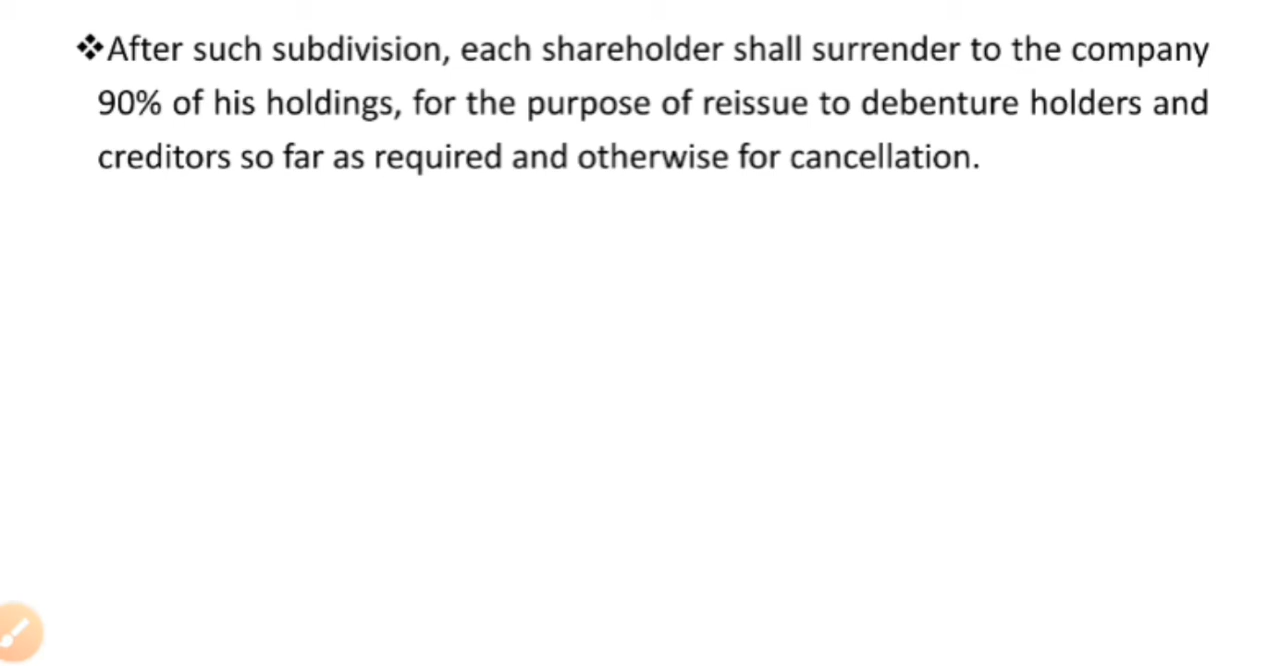 ❖After such subdivision, each shareholder shall surrender to the company
90% of his holdings, for the purpose of reissue to debenture holders and
creditors so far as required and otherwise for cancellation.